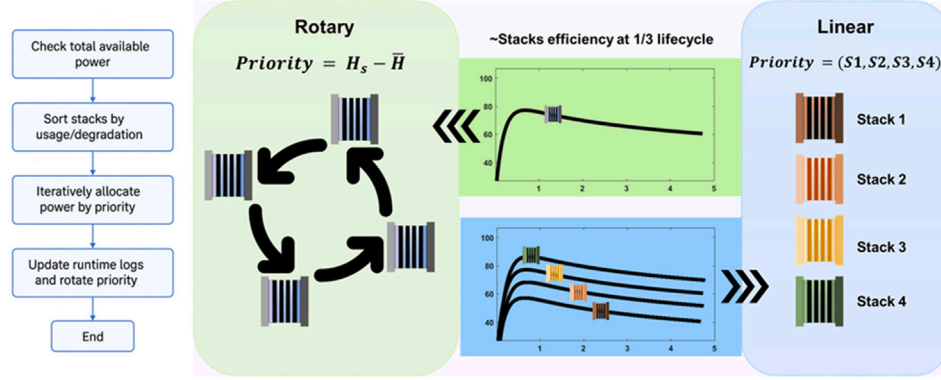 Check total available
power
Sort stacks by
usage/degradation
Iteratively allocate
power by priority
Update runtime logs
and rotate priority
End
Rotary
Priority = H_s − H̅
~Stacks efficiency at 1/3 lifecycle
100
80
60
40
1 2 3 4 5
100
80
60
40
1 2 3 4 5
Linear
Priority = (S1, S2, S3, S4)
Stack 1
Stack 2
Stack 3
Stack 4